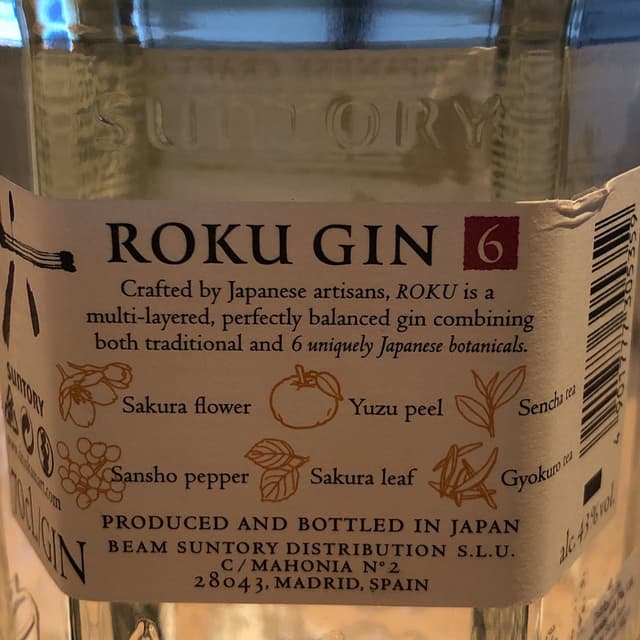 SUNTORY
ROKU GIN 6
Crafted by Japanese artisans, ROKU is a
multi-layered, perfectly balanced gin combining
both traditional and 6 uniquely Japanese botanicals.
Sakura flower
Yuzu peel
Sencha tea
Sansho pepper
Sakura leaf
Gyokuro tea
PRODUCED AND BOTTLED IN JAPAN
BEAM SUNTORY DISTRIBUTION S.L.U.
C/MAHONIA Nº 2
28043, MADRID, SPAIN
六
SUNTORY
70cl GIN
alc. 43% vol.